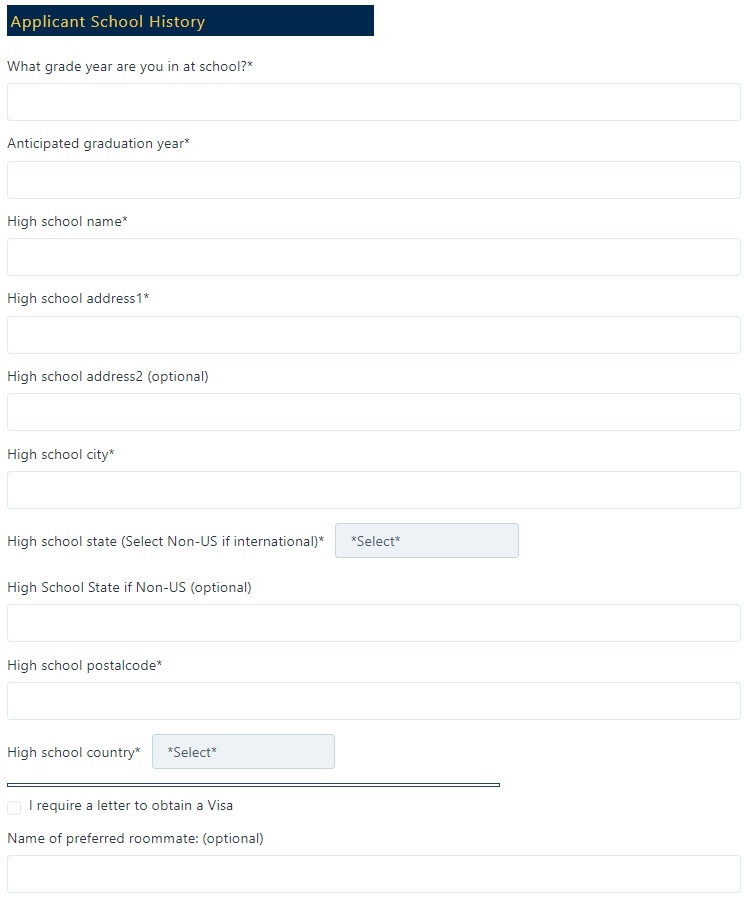 Applicant School History
What grade year are you in at school?*
Anticipated graduation year*
High school name*
High school address1*
High school address2 (optional)
High school city*
High school state (Select Non-US if international)* *Select*
High School State if Non-US (optional)
High school postalcode*
High school country* *Select*
I require a letter to obtain a Visa
Name of preferred roommate: (optional)